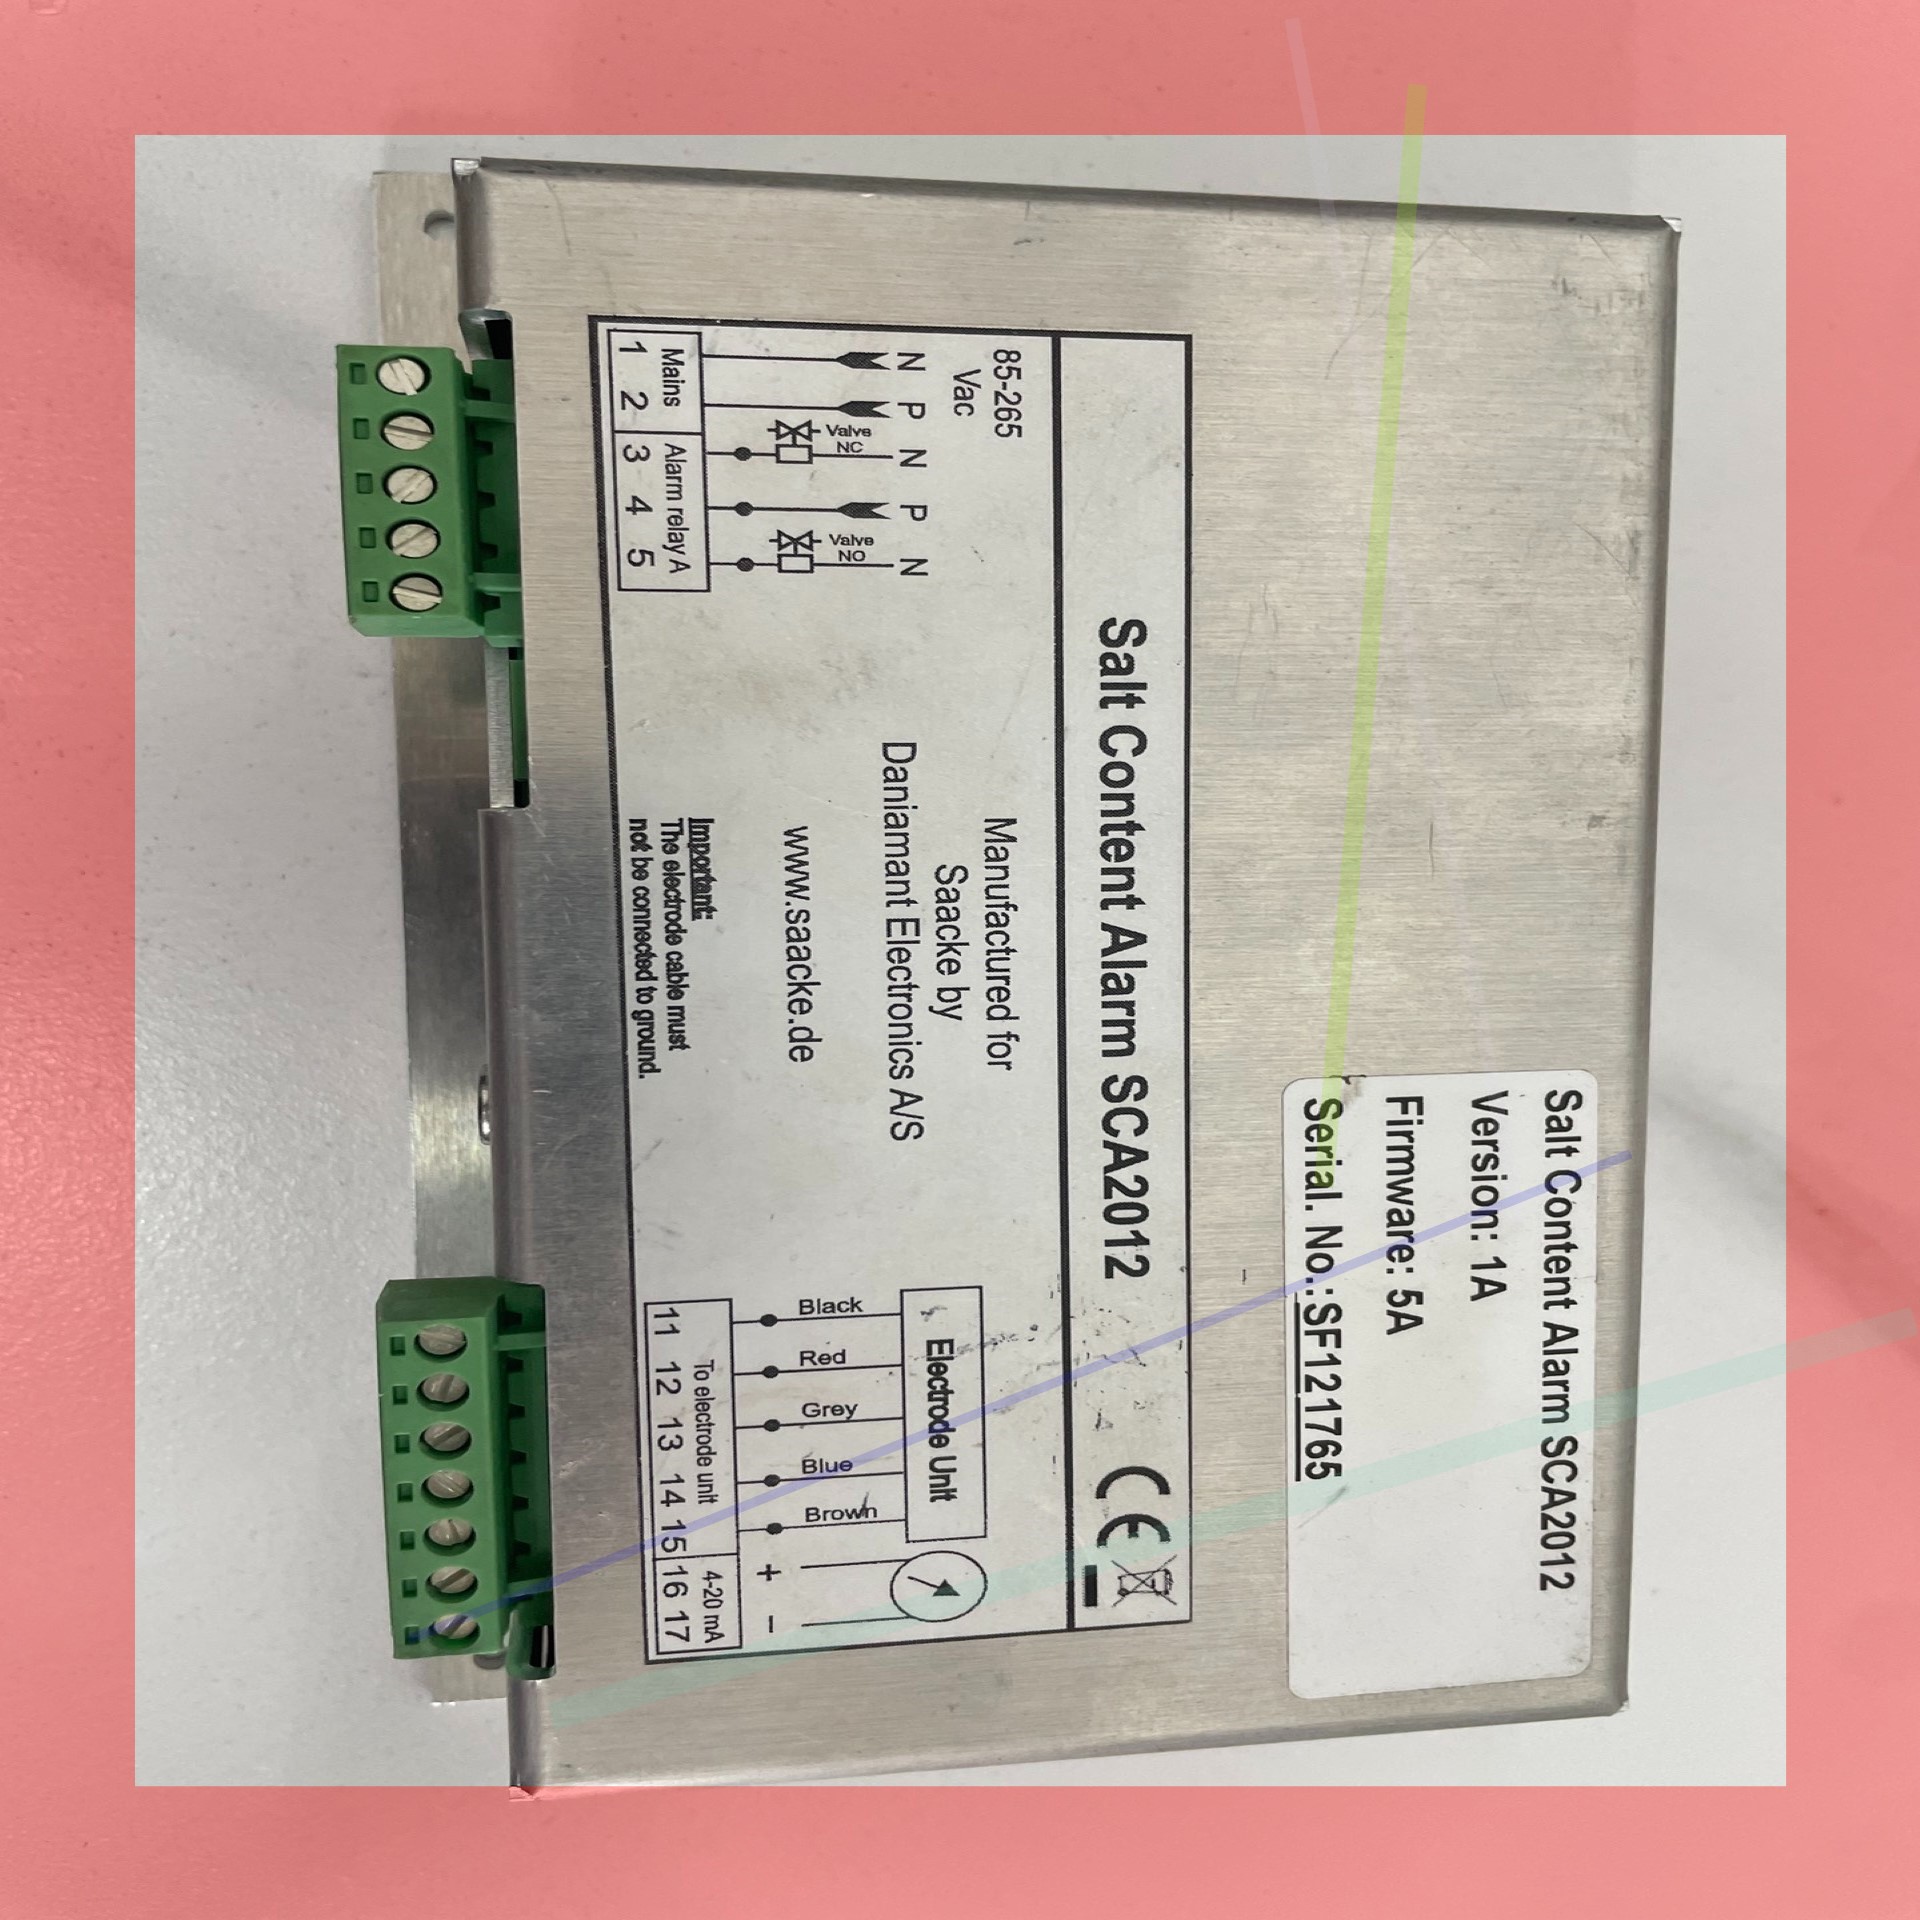 Salt Content Alarm SCA2012
Version: 1A
Firmware: 5A
Serial. No.:SF121765
Salt Content Alarm SCA2012 CE
85-265
Vac
N P N P N
Valve
NC
Valve
NO
Mains Alarm relay A
1 2 3 4 5
Manufactured for
Saacke by
Daniamant Electronics A/S
www.saacke.de
Important:
The electrode cable must
not be connected to ground.
Electrode Unit
Black Red Grey Blue Brown + -
To electrode unit 4-20 mA
11 12 13 14 15 16 17